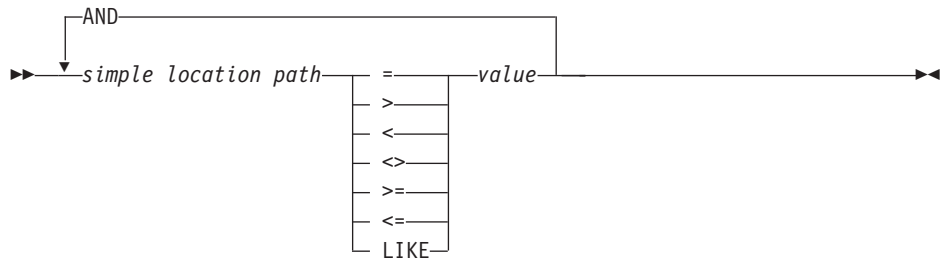 AND
simple location path = value
>
<
<>
>=
<=
LIKE